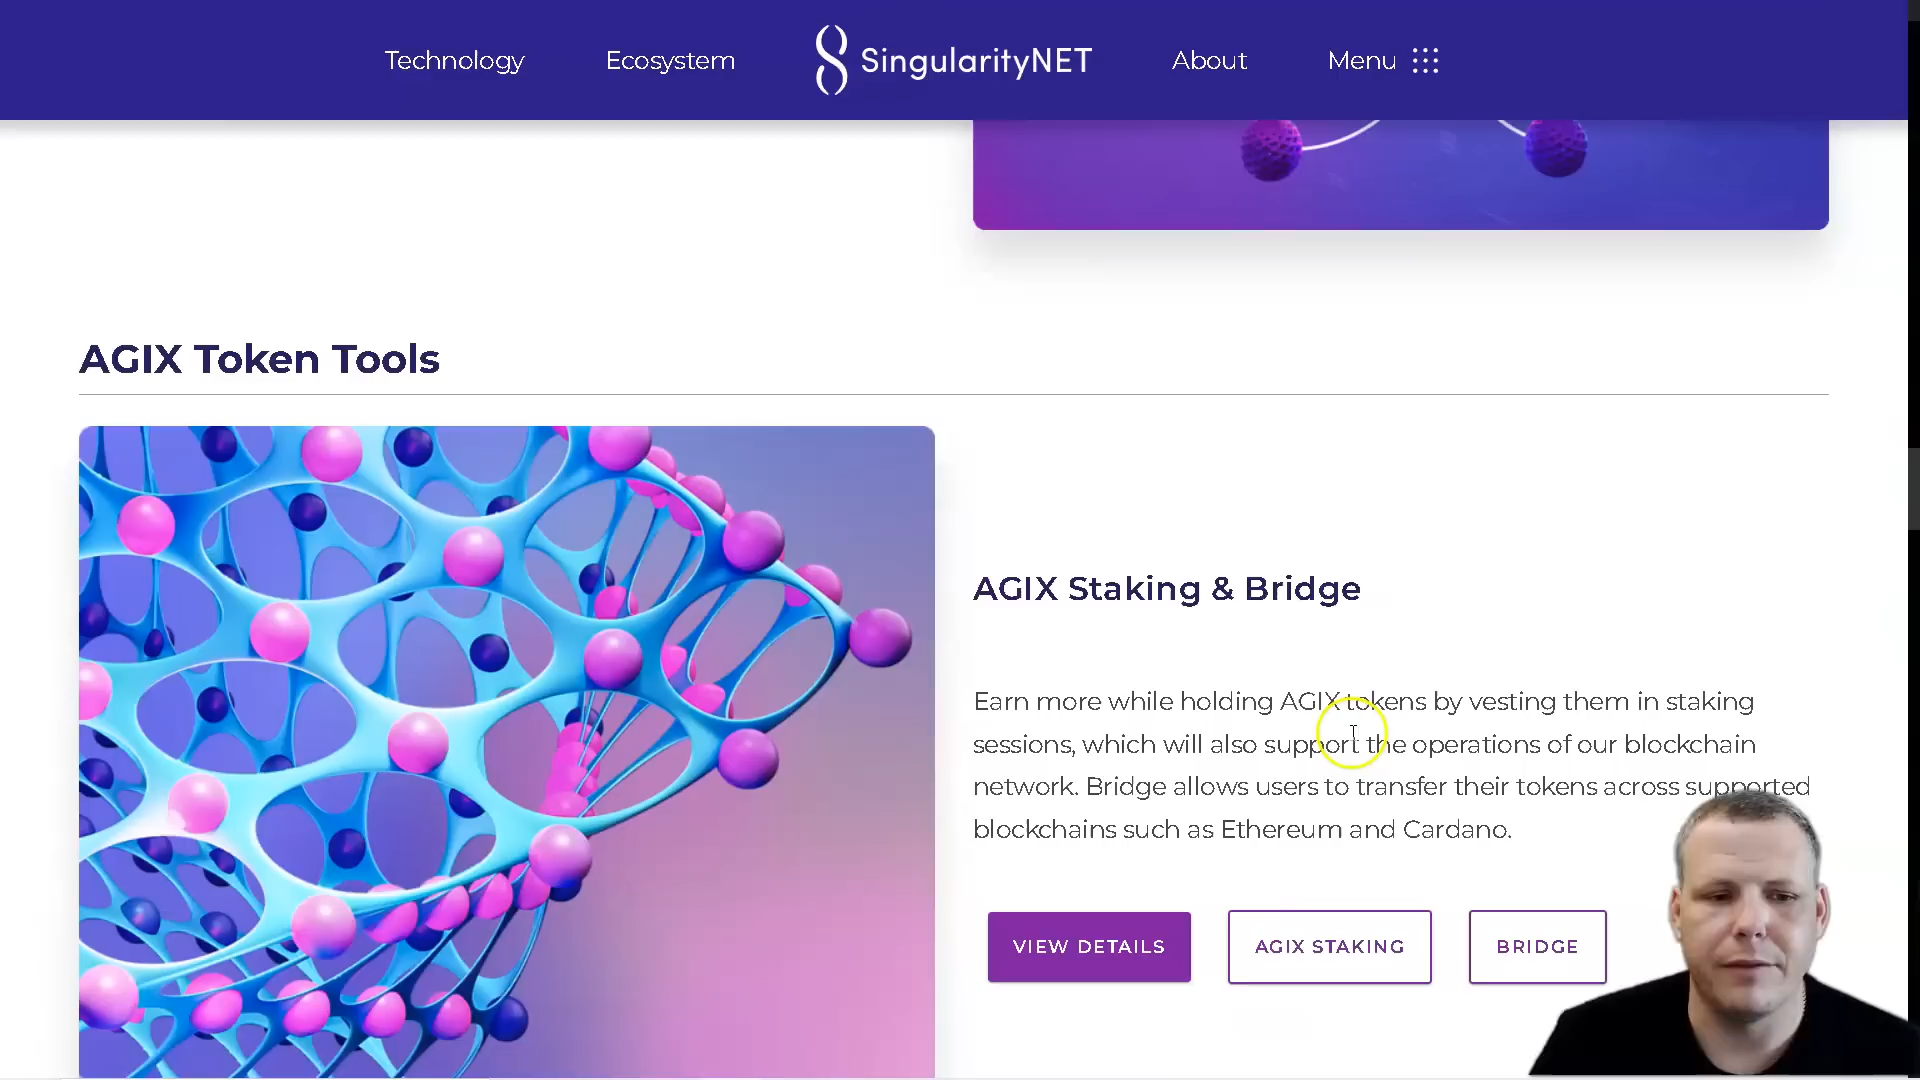 Technology Ecosystem SingularityNET About Menu
AGIX Token Tools
AGIX Staking & Bridge
Earn more while holding AGIX tokens by vesting them in staking
sessions, which will also support the operations of our blockchain
network. Bridge allows users to transfer their tokens across supported
blockchains such as Ethereum and Cardano.
VIEW DETAILS AGIX STAKING BRIDGE